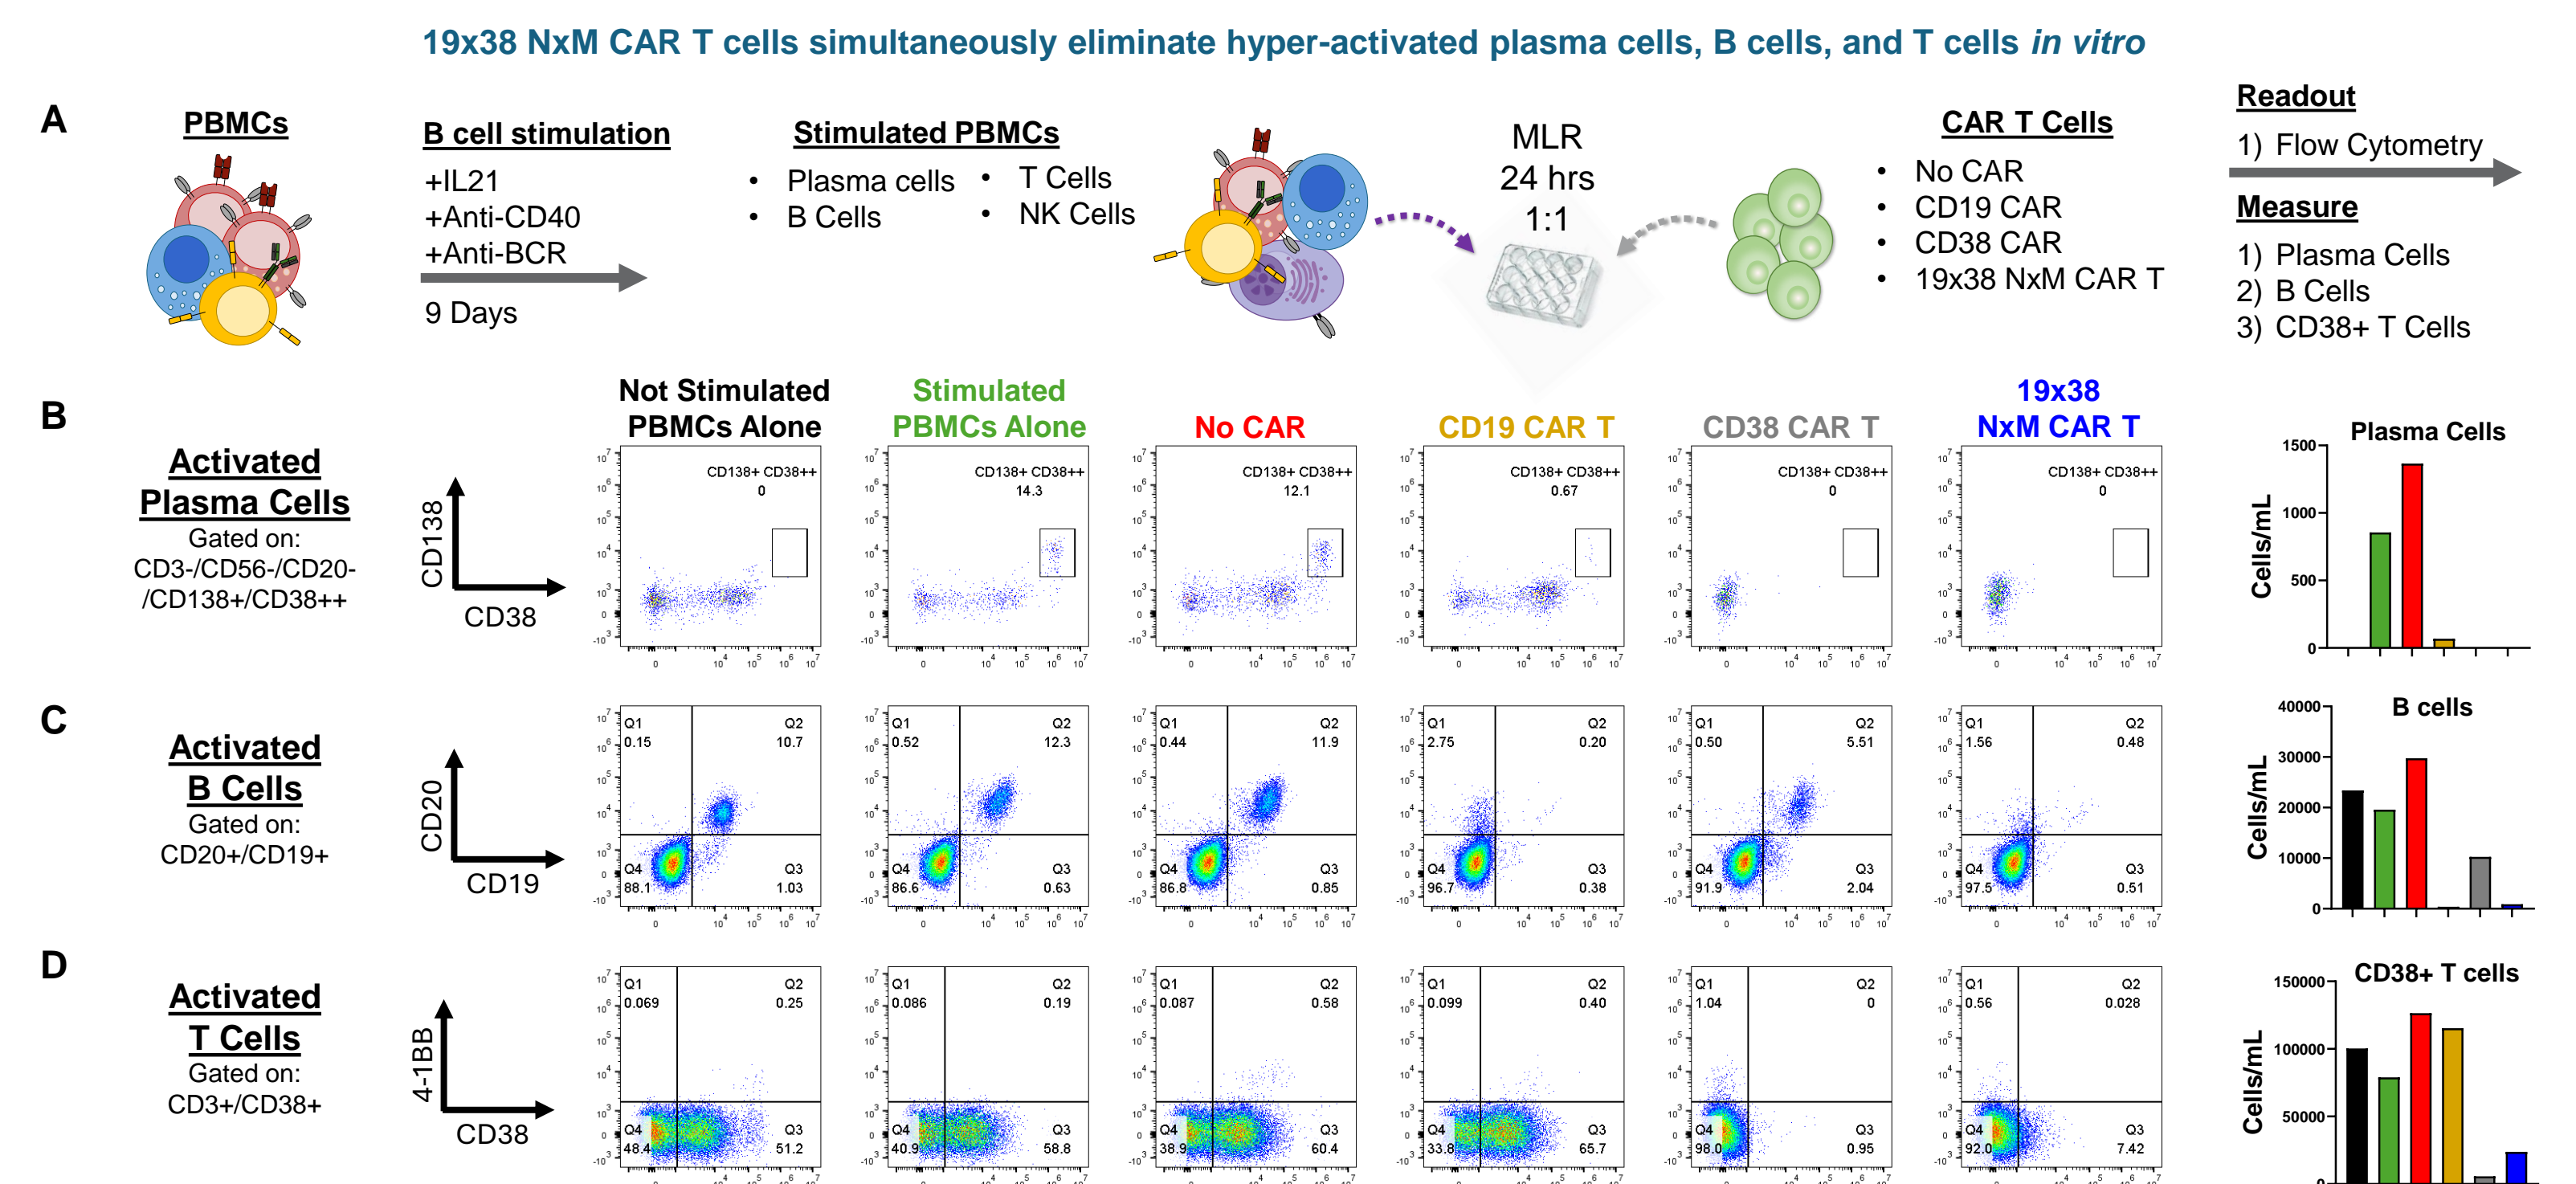 19x38 NxM CAR T cells simultaneously eliminate hyper-activated plasma cells, B cells, and T cells in vitro
A
PBMCs
B cell stimulation
+IL21
+Anti-CD40
+Anti-BCR
9 Days
Stimulated PBMCs
• Plasma cells
• B Cells
• T Cells
• NK Cells
MLR
24 hrs
1:1
CAR T Cells
• No CAR
• CD19 CAR
• CD38 CAR
• 19x38 NxM CAR T
Readout
1) Flow Cytometry
Measure
1) Plasma Cells
2) B Cells
3) CD38+ T Cells
Not Stimulated
PBMCs Alone
Stimulated
PBMCs Alone
No CAR
CD19 CAR T
CD38 CAR T
19x38
NxM CAR T
B
Activated
Plasma Cells
Gated on:
CD3-/CD56-/CD20-
/CD138+/CD38++
CD138
CD38
CD138+ CD38++
0
CD138+ CD38++
14.3
CD138+ CD38++
12.1
CD138+ CD38++
0.67
CD138+ CD38++
0
CD138+ CD38++
0
Plasma Cells
Cells/mL
1500
1000
500
0
C
Activated
B Cells
Gated on:
CD20+/CD19+
CD20
CD19
Q1 0.15
Q2 10.7
Q4 88.1
Q3 1.03
Q1 0.52
Q2 12.3
Q4 86.6
Q3 0.63
Q1 0.44
Q2 11.9
Q4 86.8
Q3 0.85
Q1 2.75
Q2 0.20
Q4 96.7
Q3 0.38
Q1 0.50
Q2 5.51
Q4 91.9
Q3 2.04
Q1 1.56
Q2 0.48
Q4 97.5
Q3 0.51
B cells
Cells/mL
40000
30000
20000
10000
0
D
Activated
T Cells
Gated on:
CD3+/CD38+
4-1BB
CD38
Q1 0.069
Q2 0.25
Q4 48.4
Q3 51.2
Q1 0.086
Q2 0.19
Q4 40.9
Q3 58.8
Q1 0.087
Q2 0.58
Q4 38.9
Q3 60.4
Q1 0.099
Q2 0.40
Q4 33.8
Q3 65.7
Q1 1.04
Q2 0
Q4 98.0
Q3 0.95
Q1 0.56
Q2 0.028
Q4 92.0
Q3 7.42
CD38+ T cells
Cells/mL
150000
100000
50000